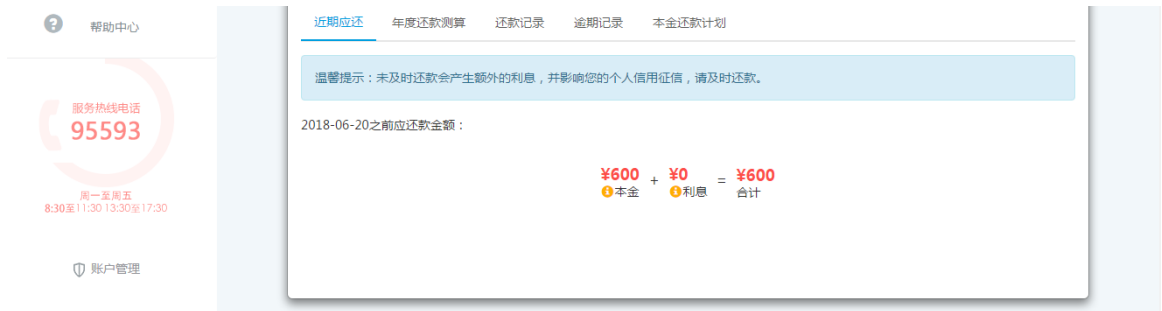 帮助中心
服务热线电话
95593
周一至周五
8:30至11:30 13:30至17:30
账户管理
近期应还 年度还款测算 还款记录 逾期记录 本金还款计划
温馨提示：未及时还款会产生额外的利息，并影响您的个人信用征信，请及时还款。
2018-06-20之前应还款金额：
¥600 + ¥0 = ¥600
本金 利息 合计